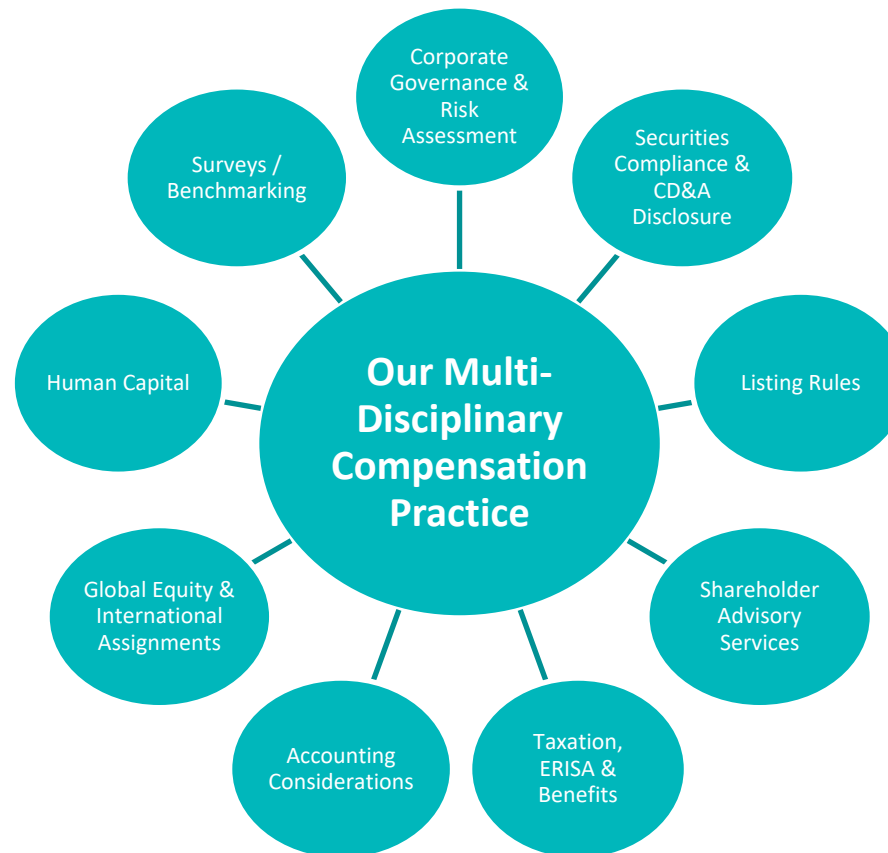 Corporate
Governance &
Risk
Assessment
Securities
Compliance &
CD&A
Disclosure
Surveys /
Benchmarking
Our Multi-
Disciplinary
Compensation
Practice
Human Capital
Listing Rules
Global Equity &
International
Assignments
Shareholder
Advisory
Services
Accounting
Considerations
Taxation,
ERISA &
Benefits